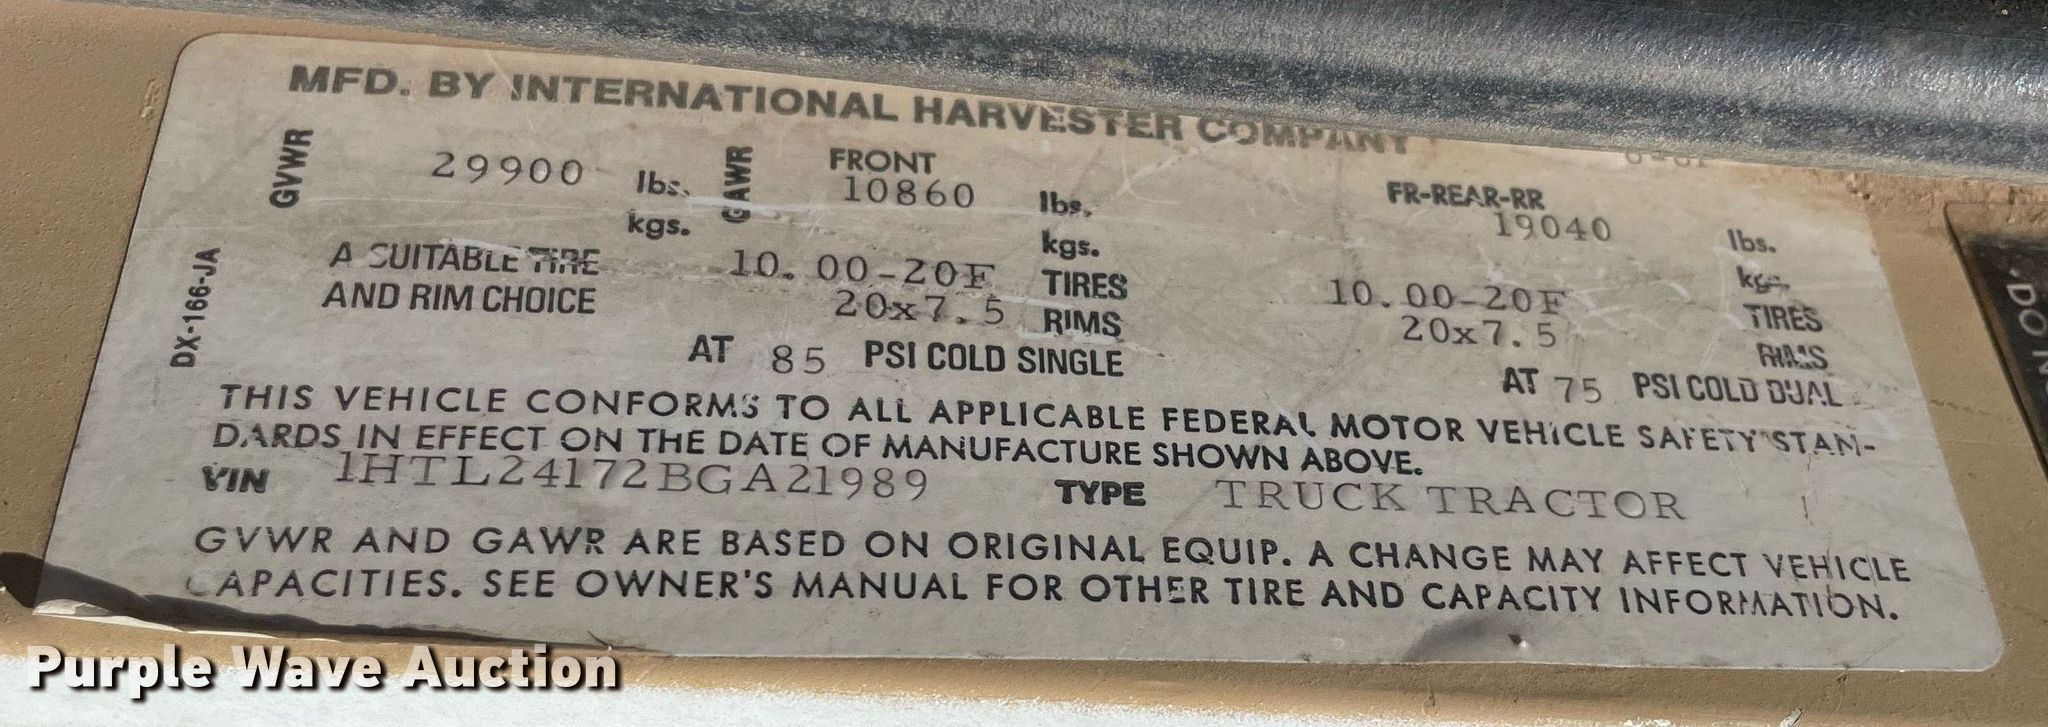 MFD. BY INTERNATIONAL HARVESTER COMPANY
GVWR 29900 lbs. GAWR FRONT 10860 lbs. FR-REAR-RR 19040 lbs.
kgs. kgs. kgs.
A SUITABLE TIRE 10.00-20F TIRES 10.00-20F TIRES
AND RIM CHOICE 20x7.5 RIMS 20x7.5 RIMS
AT 85 PSI COLD SINGLE AT 75 PSI COLD DUAL
DX-166-JA
THIS VEHICLE CONFORMS TO ALL APPLICABLE FEDERAL MOTOR VEHICLE SAFETY STAN-
DARDS IN EFFECT ON THE DATE OF MANUFACTURE SHOWN ABOVE.
VIN 1HTL24172BGA21989 TYPE TRUCK TRACTOR
GVWR AND GAWR ARE BASED ON ORIGINAL EQUIP. A CHANGE MAY AFFECT VEHICLE
CAPACITIES. SEE OWNER'S MANUAL FOR OTHER TIRE AND CAPACITY INFORMATION.
DO
Purple Wave Auction